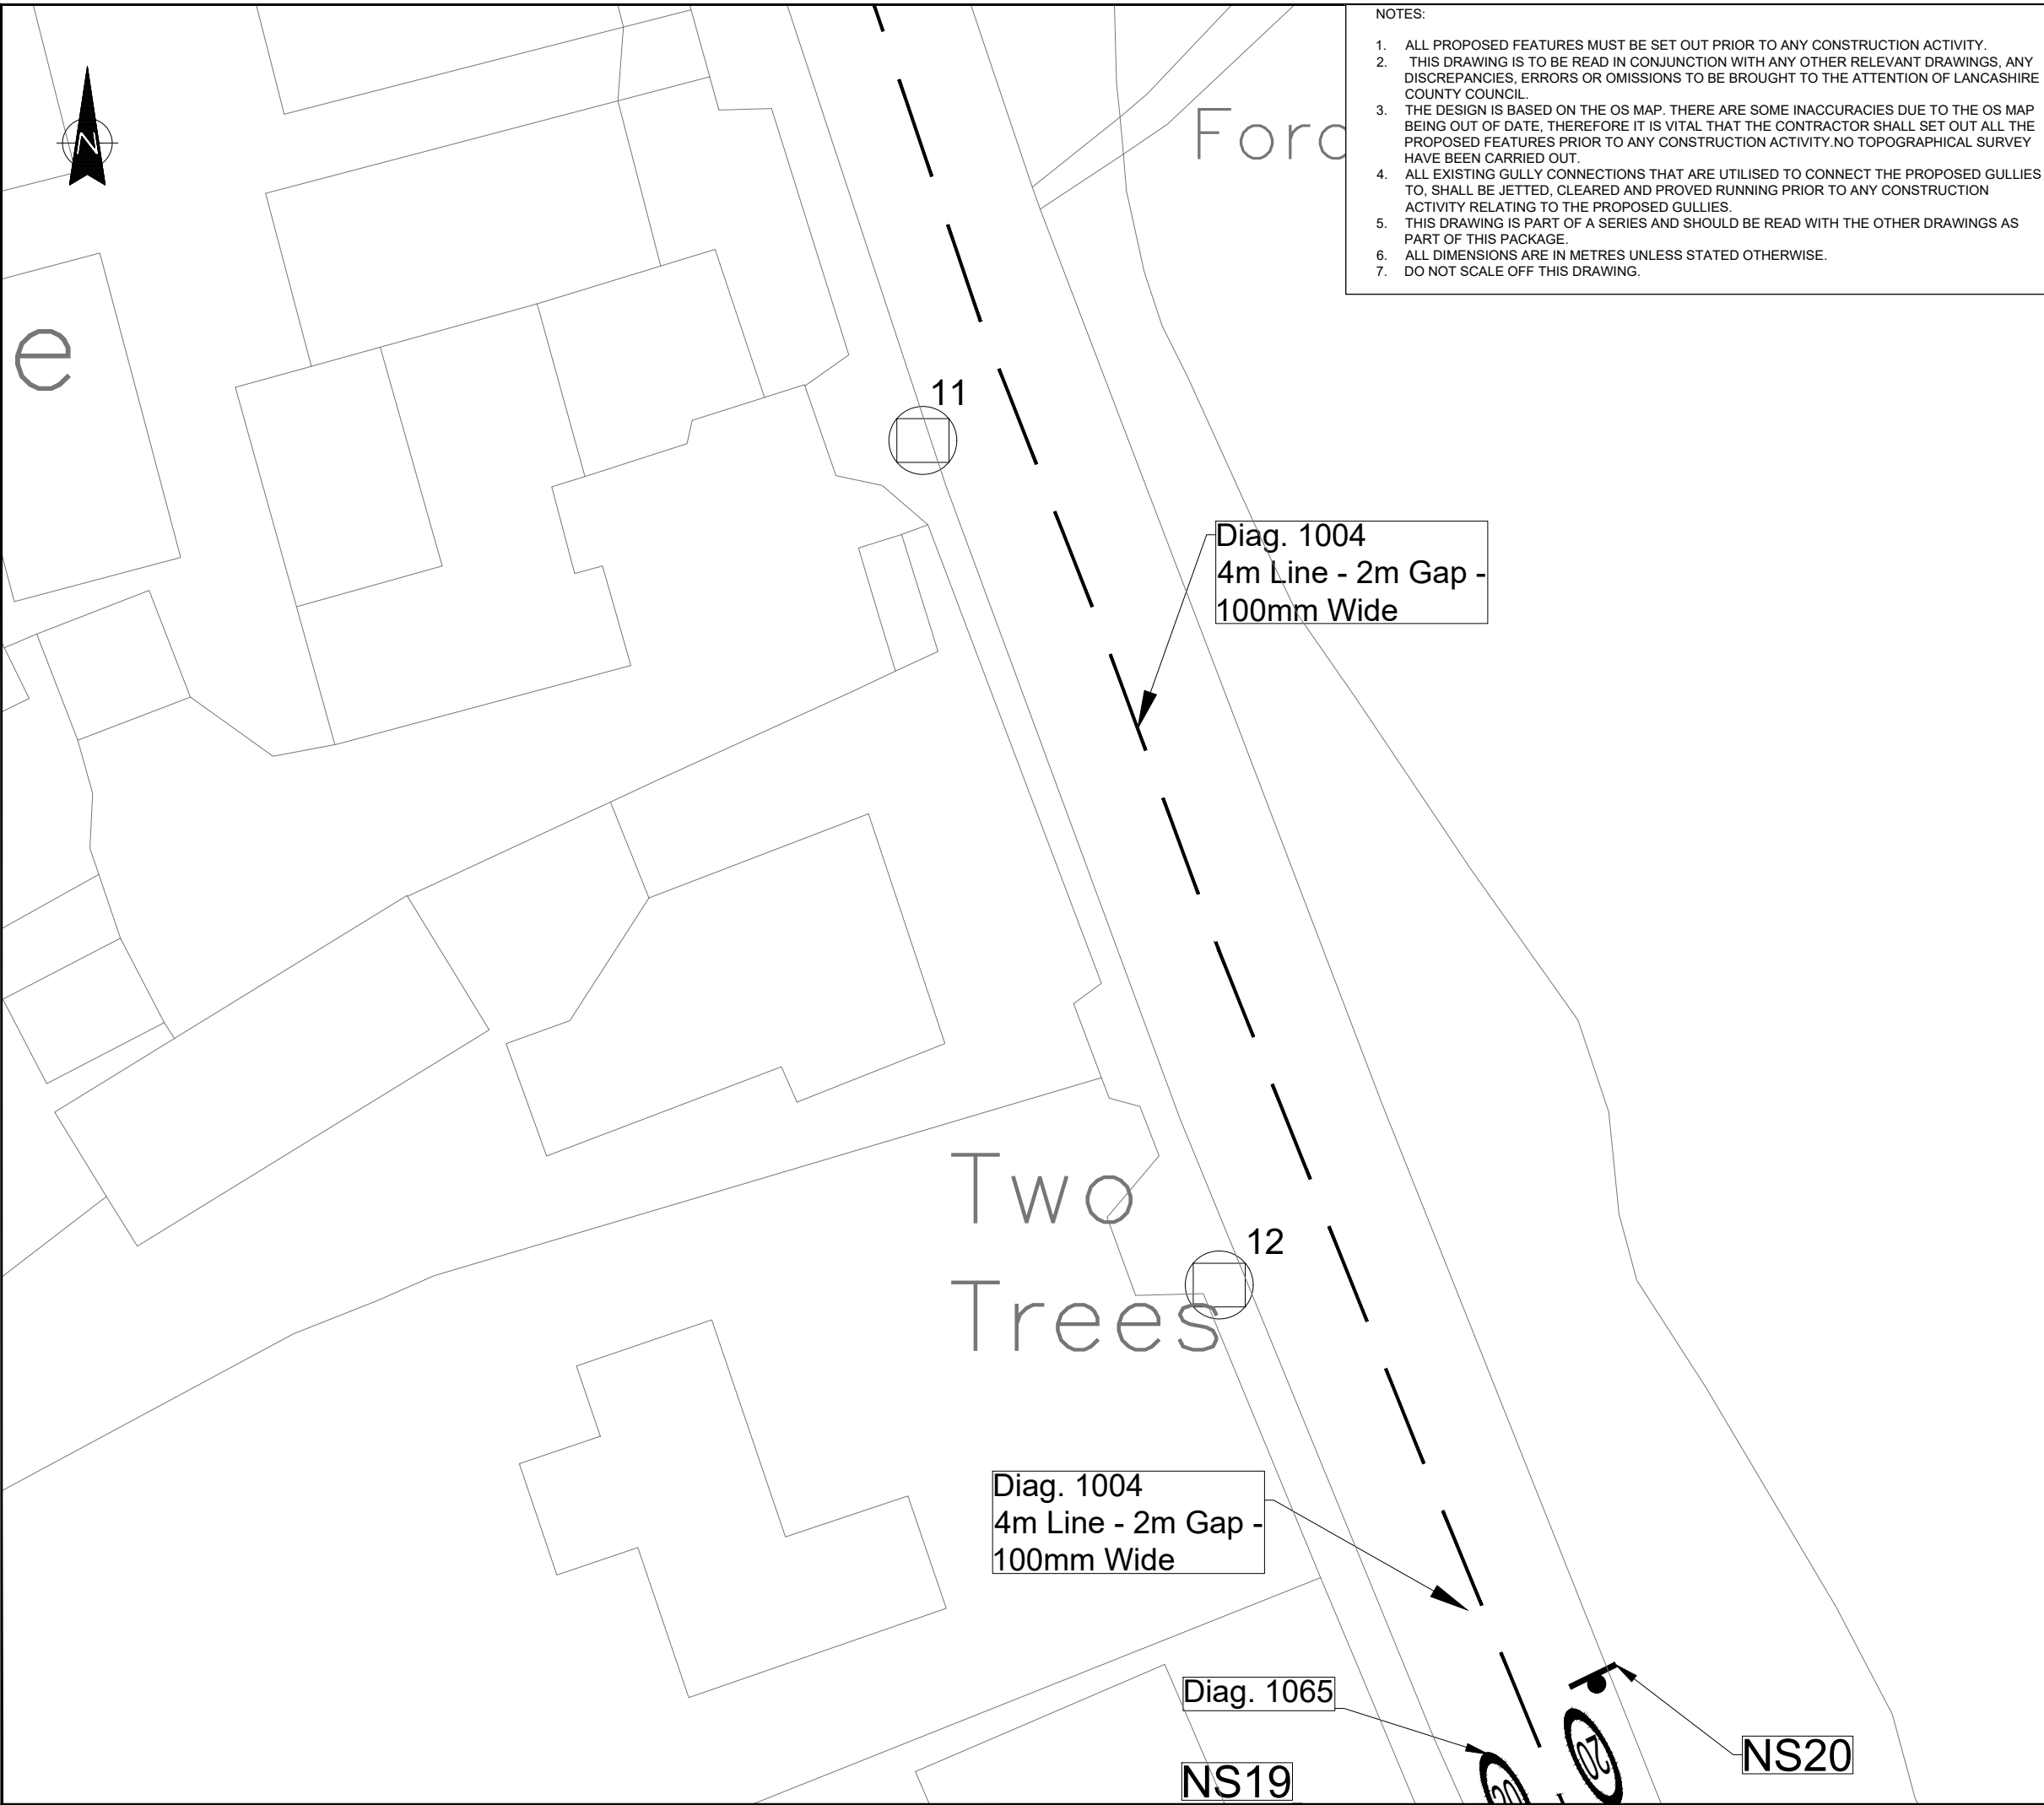 NOTES:
1. ALL PROPOSED FEATURES MUST BE SET OUT PRIOR TO ANY CONSTRUCTION ACTIVITY.
2. THIS DRAWING IS TO BE READ IN CONJUNCTION WITH ANY OTHER RELEVANT DRAWINGS, ANY
DISCREPANCIES, ERRORS OR OMISSIONS TO BE BROUGHT TO THE ATTENTION OF LANCASHIRE
COUNTY COUNCIL.
3. THE DESIGN IS BASED ON THE OS MAP. THERE ARE SOME INACCURACIES DUE TO THE OS MAP
BEING OUT OF DATE, THEREFORE IT IS VITAL THAT THE CONTRACTOR SHALL SET OUT ALL THE
PROPOSED FEATURES PRIOR TO ANY CONSTRUCTION ACTIVITY.NO TOPOGRAPHICAL SURVEY
HAVE BEEN CARRIED OUT.
4. ALL EXISTING GULLY CONNECTIONS THAT ARE UTILISED TO CONNECT THE PROPOSED GULLIES
TO, SHALL BE JETTED, CLEARED AND PROVED RUNNING PRIOR TO ANY CONSTRUCTION
ACTIVITY RELATING TO THE PROPOSED GULLIES.
5. THIS DRAWING IS PART OF A SERIES AND SHOULD BE READ WITH THE OTHER DRAWINGS AS
PART OF THIS PACKAGE.
6. ALL DIMENSIONS ARE IN METRES UNLESS STATED OTHERWISE.
7. DO NOT SCALE OFF THIS DRAWING.
N
e
11
Diag. 1004
4m Line - 2m Gap -
100mm Wide
Two
Trees
12
Diag. 1004
4m Line - 2m Gap -
100mm Wide
Diag. 1065
NS19
20
NS20